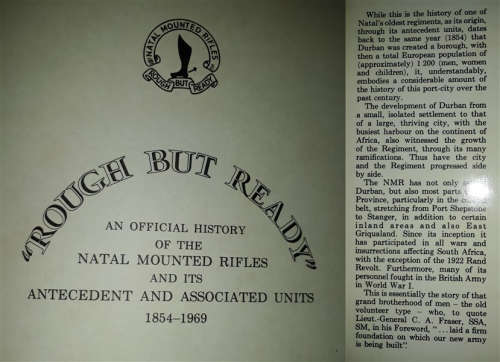 NATAL MOUNTED RIFLES
ROUGH BUT READY
"ROUGH BUT READY"
AN OFFICIAL HISTORY
OF THE
NATAL MOUNTED RIFLES
AND ITS
ANTECEDENT AND ASSOCIATED UNITS
1854–1969
While this is the history of one of
Natal's oldest regiments, as its origin,
through its antecedent units, dates
back to the same year (1854) that
Durban was created a borough, with
then a total European population of
(approximately) 1 200 (men, women
and children), it, understandably,
embodies a considerable amount of
the history of this port-city over the
past century.
The development of Durban from
a small, isolated settlement to that
of a large, thriving city, with the
busiest harbour on the continent of
Africa, also witnessed the growth
of the Regiment, through its many
ramifications. Thus have the city
and the Regiment progressed side
by side.
The NMR has not only
Durban, but also most parts
Province, particularly in the
belt, stretching from Port Shepstone
to Stanger, in addition to certain
inland areas and also East
Griqualand. Since its inception it
has participated in all wars and
insurrections affecting South Africa,
with the exception of the 1922 Rand
Revolt. Furthermore, many of its
personnel fought in the British Army
in World War I.
This is essentially the story of that
grand brotherhood of men – the old
volunteer type – who, to quote
Lieut.-General C. A. Fraser, SSA,
SM, in his Foreword, "... laid a firm
foundation on which our new army
is being built".